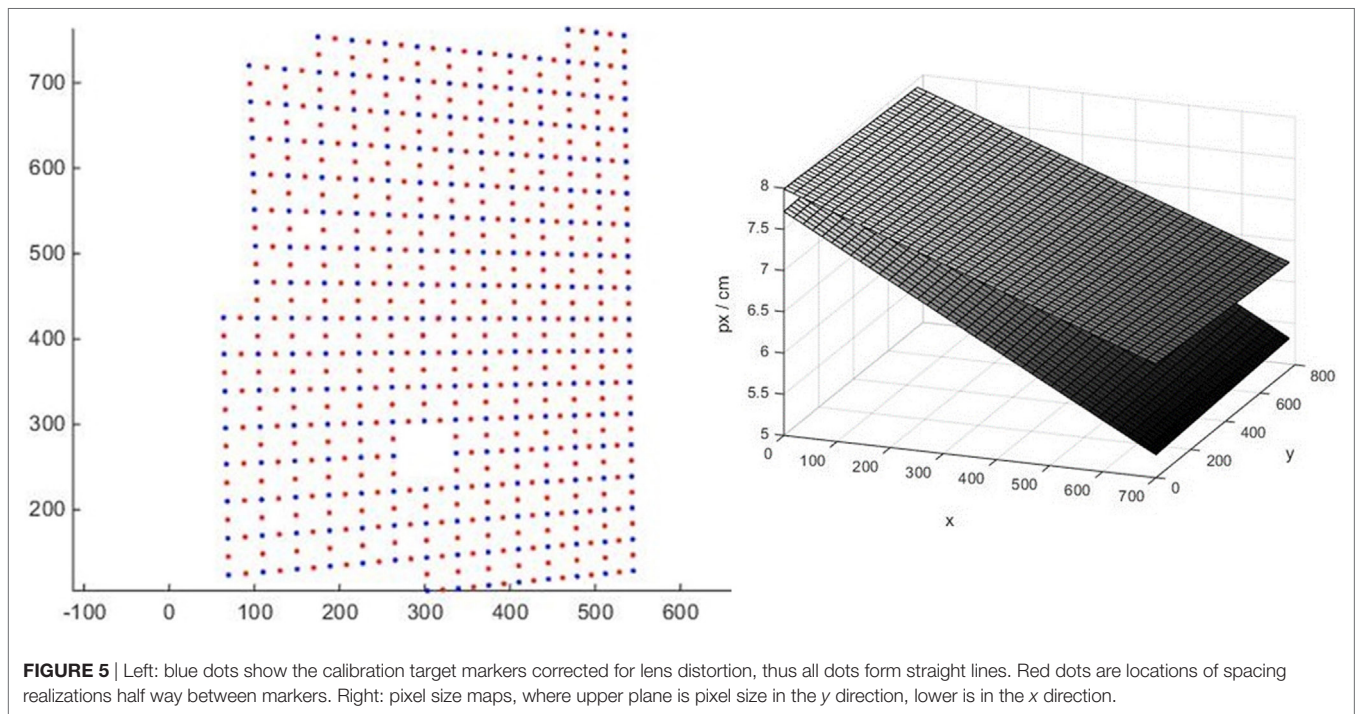 700
600
500
400
300
200
-100 0 100 200 300 400 500 600
8
7.5
7
6.5
6
5.5
5
px / cm
0 100 200 300 400 500 600 700
x
0 200 400 600 800
y
FIGURE 5 | Left: blue dots show the calibration target markers corrected for lens distortion, thus all dots form straight lines. Red dots are locations of spacing
realizations half way between markers. Right: pixel size maps, where upper plane is pixel size in the y direction, lower is in the x direction.